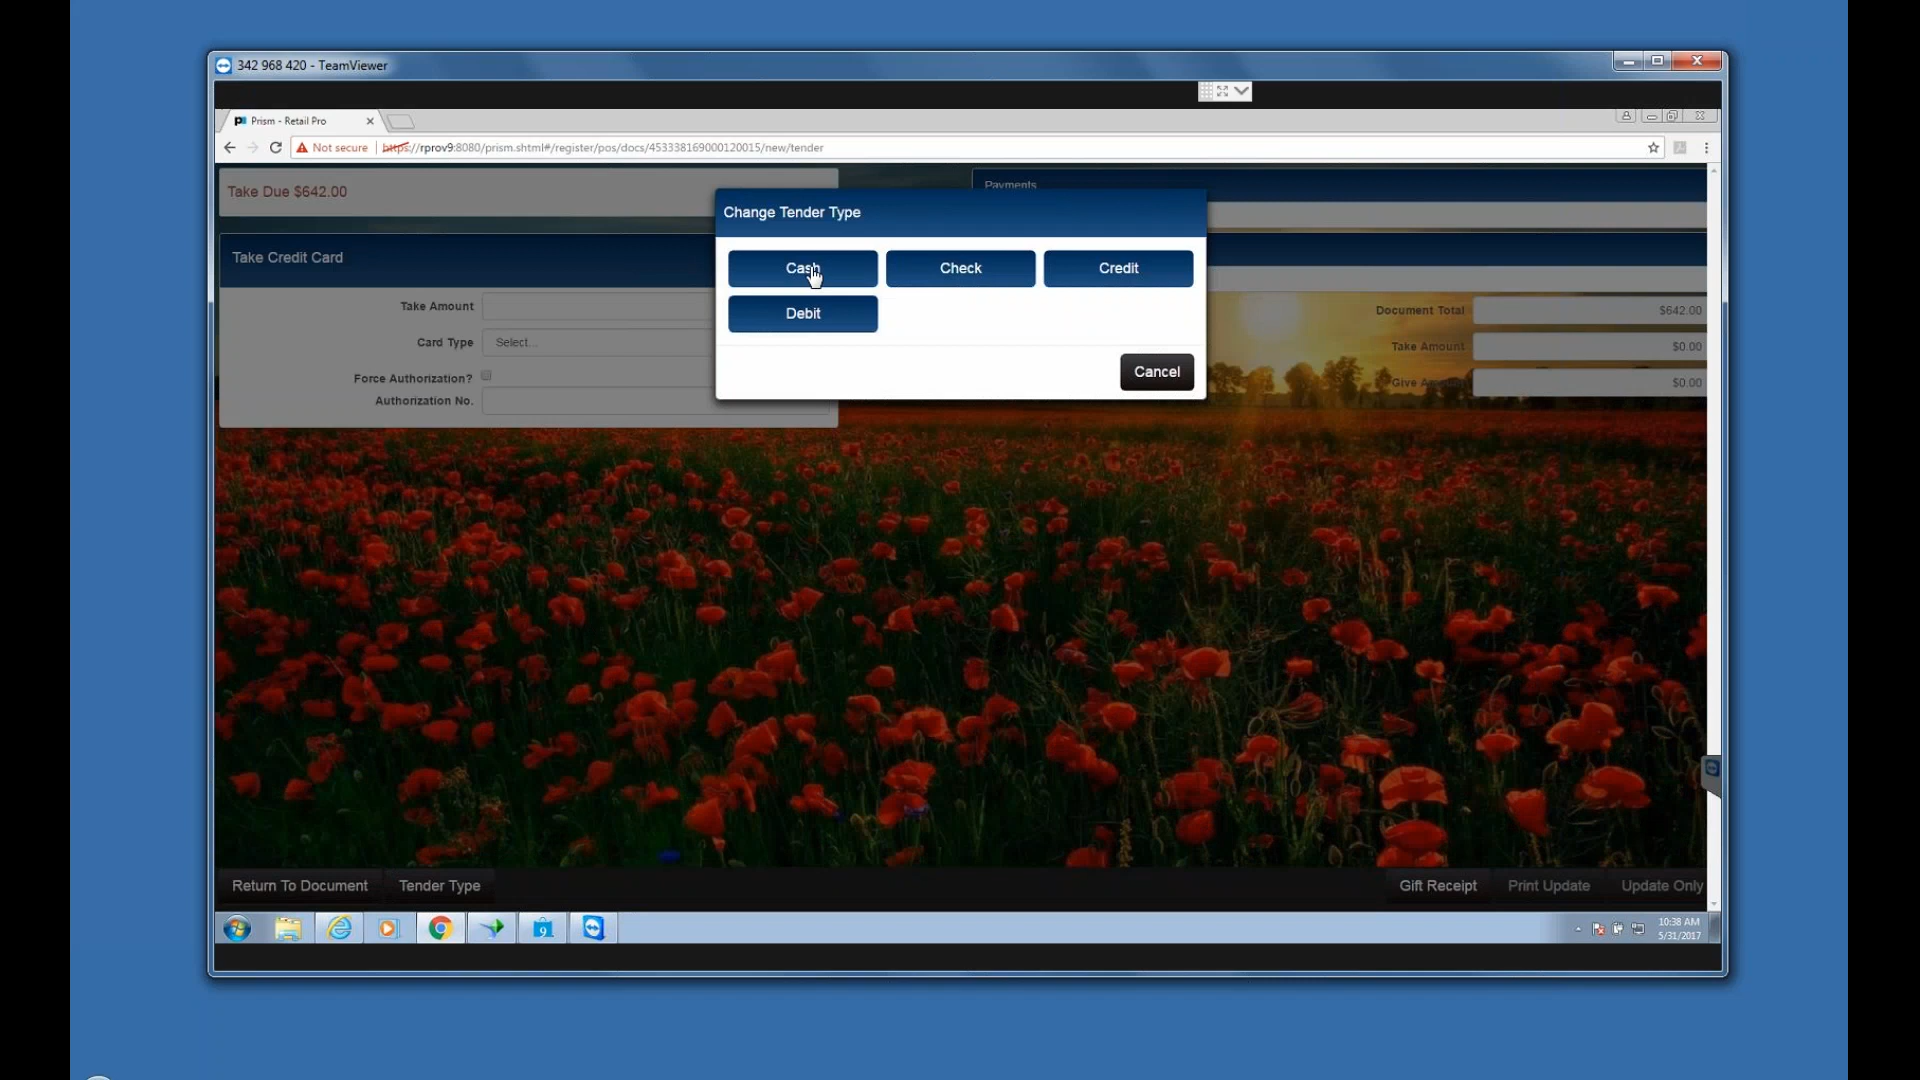 342 968 420 - TeamViewer
Prism - Retail Pro
Not secure | https://rprov9:8080/prism.shtml#/register/pos/docs/453338169000120015/new/tender
Take Due $642.00
Payments
Change Tender Type
Take Credit Card
Cash
Check
Credit
Debit
Cancel
Take Amount
Card Type
Select...
Force Authorization?
Authorization No.
Document Total
$642.00
Take Amount
$0.00
Give Amount
$0.00
Return To Document
Tender Type
Gift Receipt
Print Update
Update Only
9
10:38 AM
5/31/2017